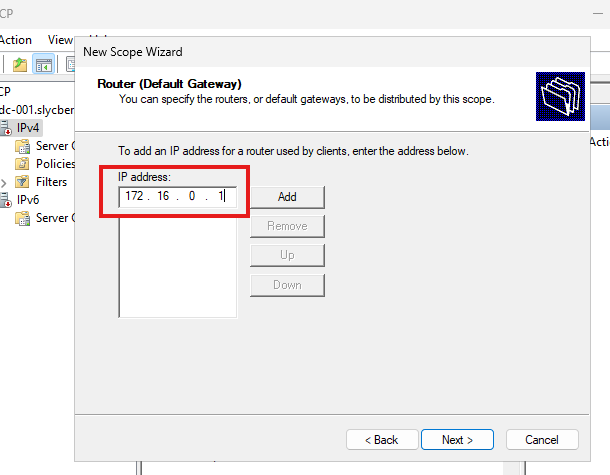 CP
Action View
New Scope Wizard
Router (Default Gateway)
You can specify the routers, or default gateways, to be distributed by this scope.
CP
dc-001.slycber
IPv4
Server
Policies
Filters
IPv6
Server
Acti
To add an IP address for a router used by clients, enter the address below.
IP address:
172 . 16 . 0 . 1
Add
Remove
Up
Down
< Back
Next >
Cancel